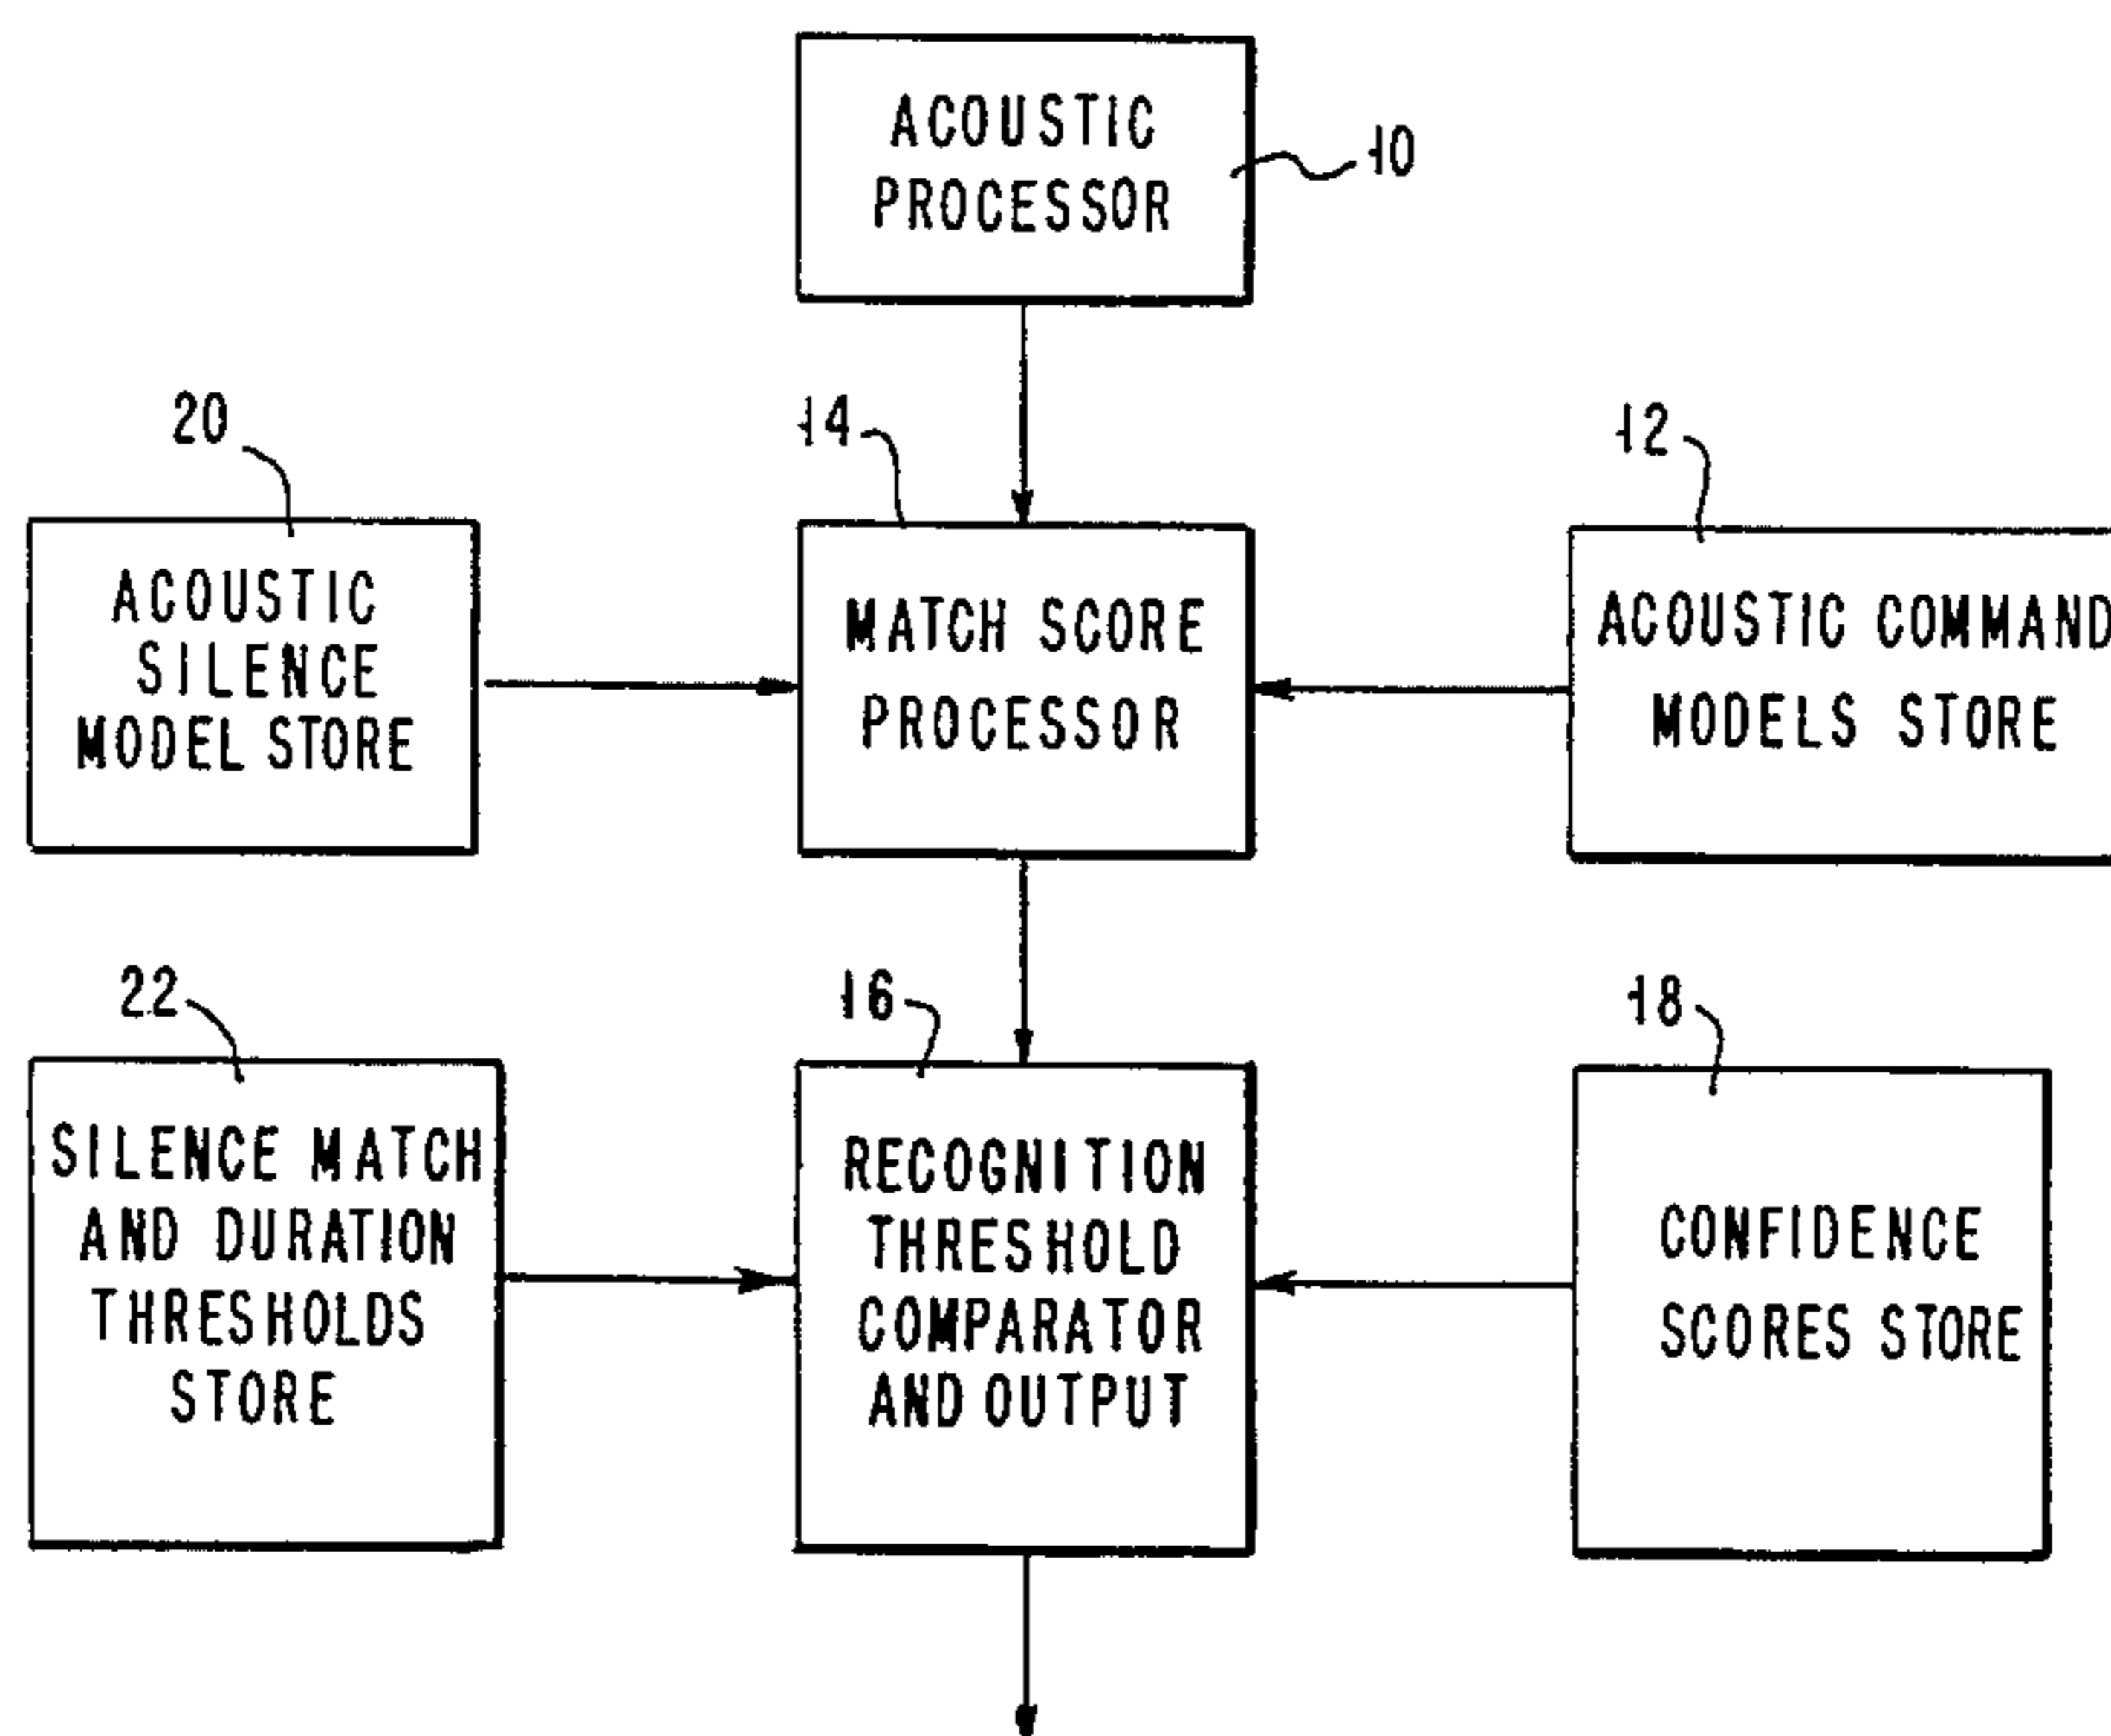 ACOUSTIC
PROCESSOR
10
20
ACOUSTIC
SILENCE
MODEL STORE
14
MATCH SCORE
PROCESSOR
12
ACOUSTIC COMMAND
MODELS STORE
22
SILENCE MATCH
AND DURATION
THRESHOLDS
STORE
16
RECOGNITION
THRESHOLD
COMPARATOR
AND OUTPUT
18
CONFIDENCE
SCORES STORE